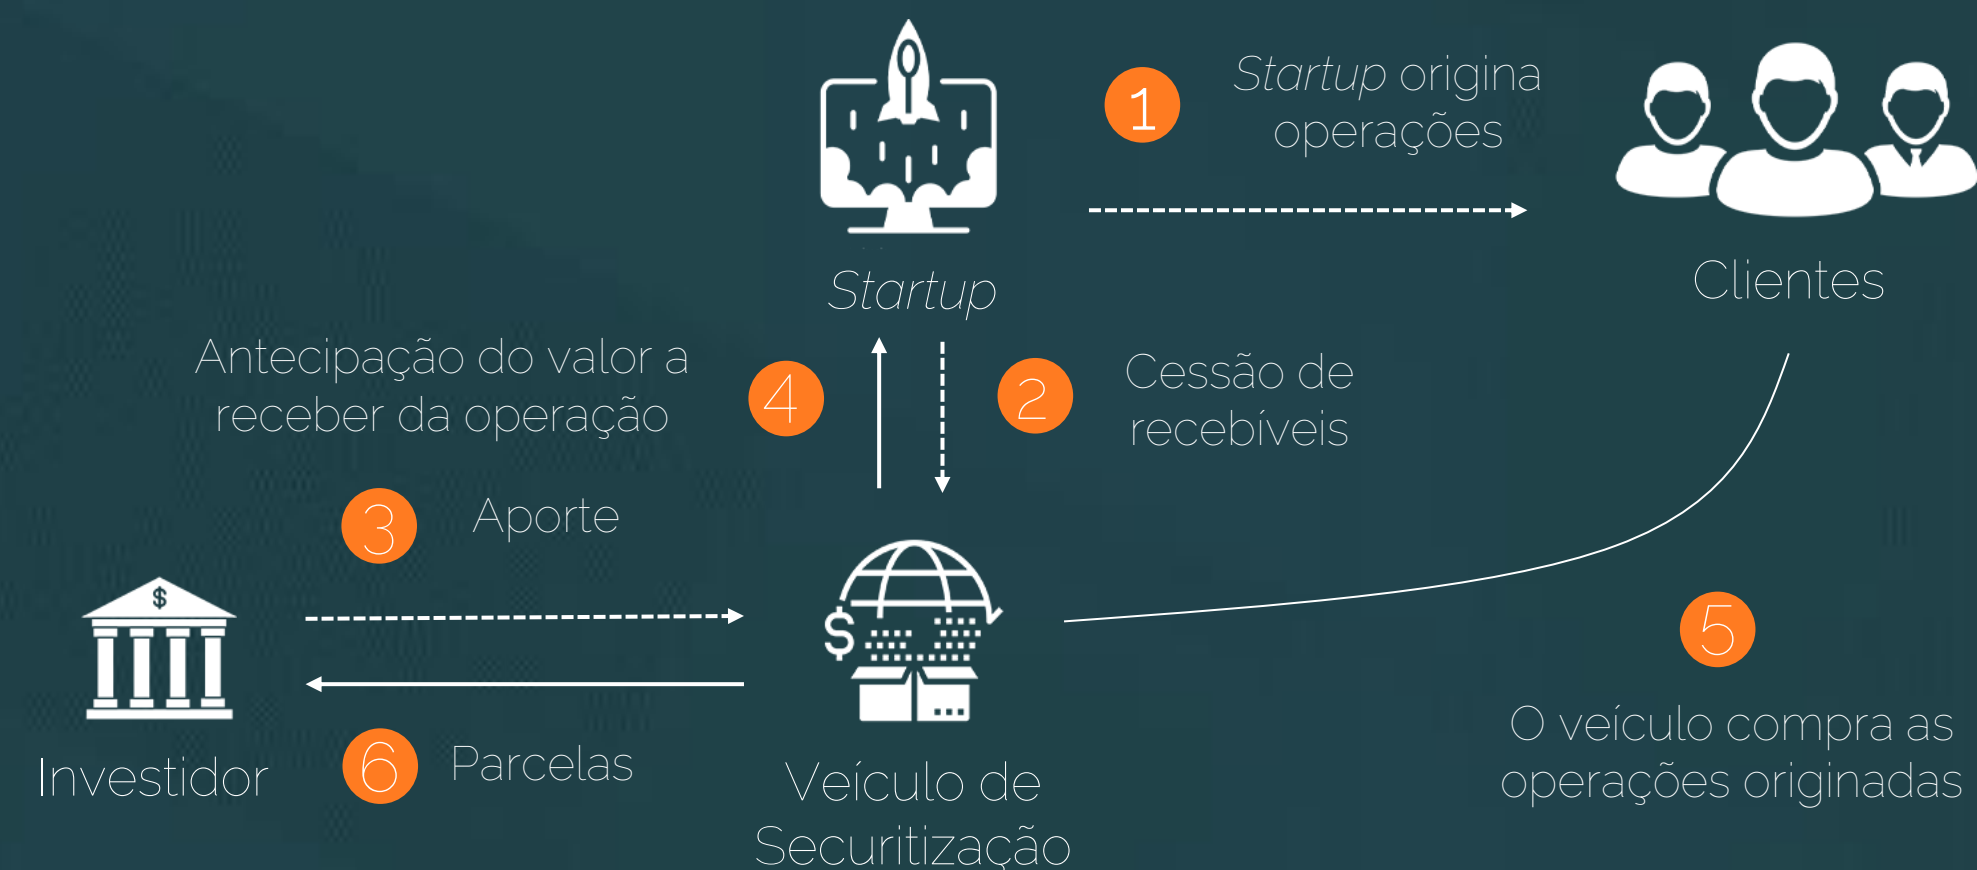 1
Startup origina
operações
Startup
Clientes
Antecipação do valor a
receber da operação
4
2
Cessão de
recebíveis
3
Aporte
$
$
Investidor
6
Parcelas
Veículo de
Securitização
5
O veículo compra as
operações originadas